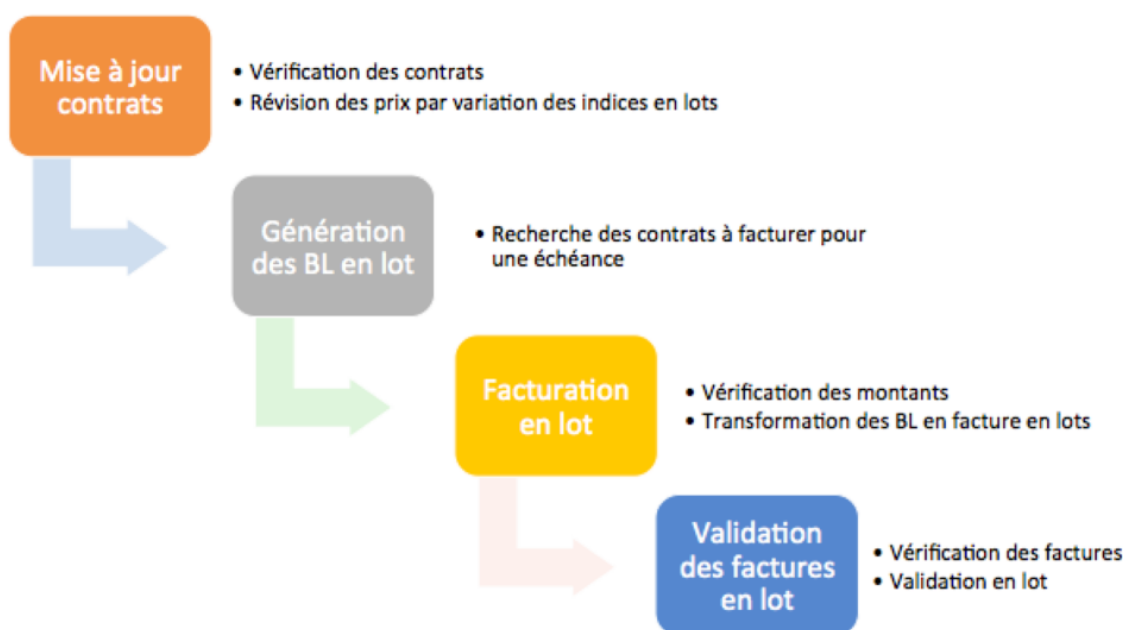 Mise à jour
contrats
• Vérification des contrats
• Révision des prix par variation des indices en lots
Génération
des BL en lot
• Recherche des contrats à facturer pour
une échéance
Facturation
en lot
• Vérification des montants
• Transformation des BL en facture en lots
Validation
des factures
en lot
• Vérification des factures
• Validation en lot